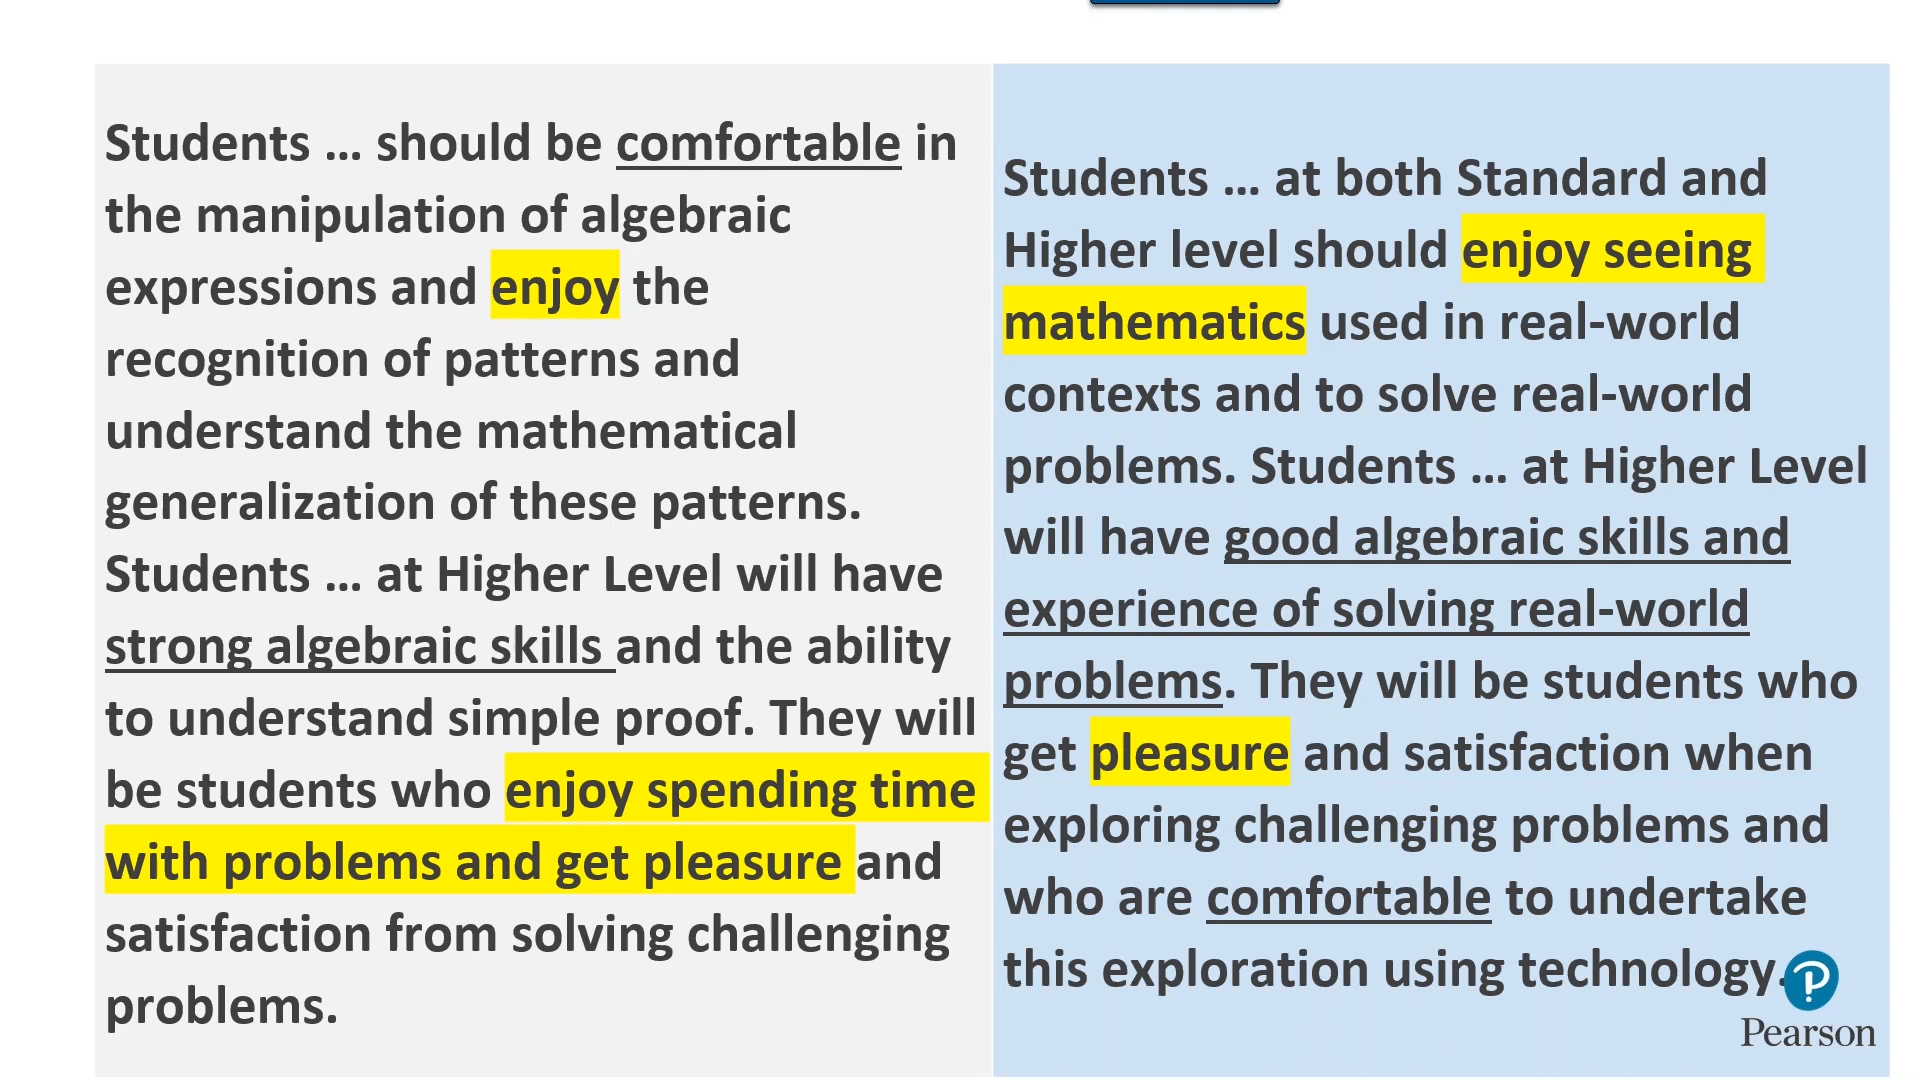 Students … should be comfortable in
the manipulation of algebraic
expressions and enjoy the
recognition of patterns and
understand the mathematical
generalization of these patterns.
Students … at Higher Level will have
strong algebraic skills and the ability
to understand simple proof. They will
be students who enjoy spending time
with problems and get pleasure and
satisfaction from solving challenging
problems.
Students … at both Standard and
Higher level should enjoy seeing
mathematics used in real-world
contexts and to solve real-world
problems. Students … at Higher Level
will have good algebraic skills and
experience of solving real-world
problems. They will be students who
get pleasure and satisfaction when
exploring challenging problems and
who are comfortable to undertake
this exploration using technology.
P
Pearson